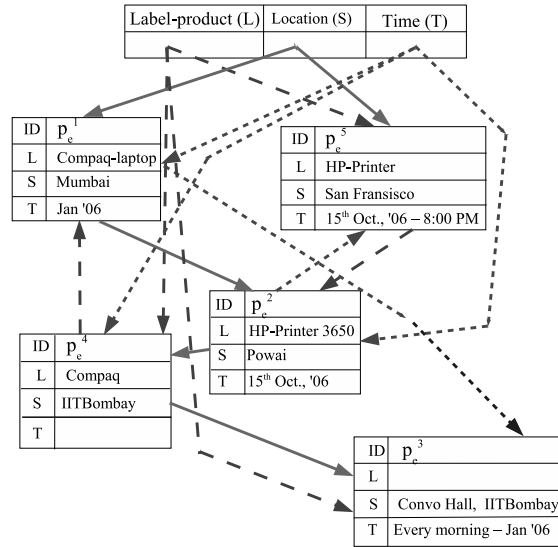 Label-product (L) Location (S) Time (T)
ID p_e^1
L Compaq-laptop
S Mumbai
T Jan '06
ID p_e^5
L HP-Printer
S San Fransisco
T 15th Oct., '06 – 8:00 PM
ID p_e^2
L HP-Printer 3650
S Powai
T 15th Oct., '06
ID p_e^4
L Compaq
S IITBombay
T
ID p_e^3
L
S Convo Hall, IITBombay
T Every morning – Jan '06